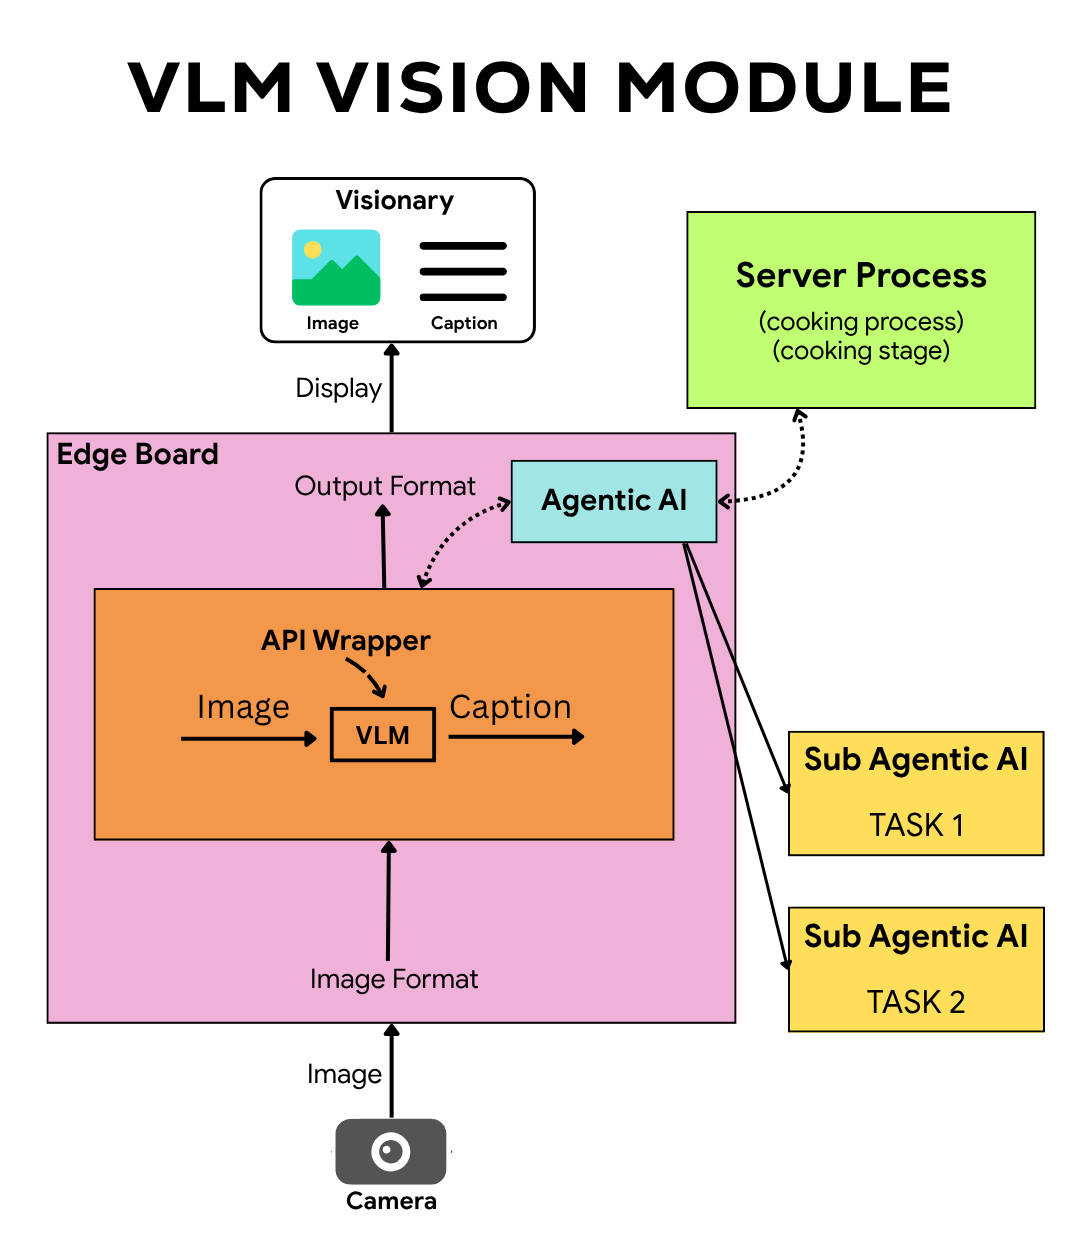 VLM VISION MODULE
Visionary
Image
Caption
Server Process
(cooking process)
(cooking stage)
Display
Edge Board
Output Format
Agentic AI
API Wrapper
Image
Caption
VLM
Sub Agentic AI
TASK 1
Sub Agentic AI
TASK 2
Image Format
Image
Camera